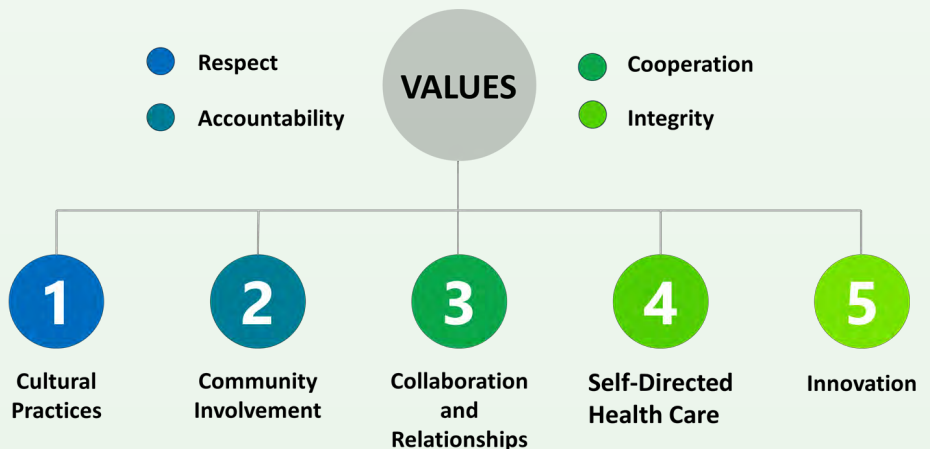 VALUES
Respect
Accountability
Cooperation
Integrity
1
Cultural
Practices
2
Community
Involvement
3
Collaboration
and
Relationships
4
Self-Directed
Health Care
5
Innovation